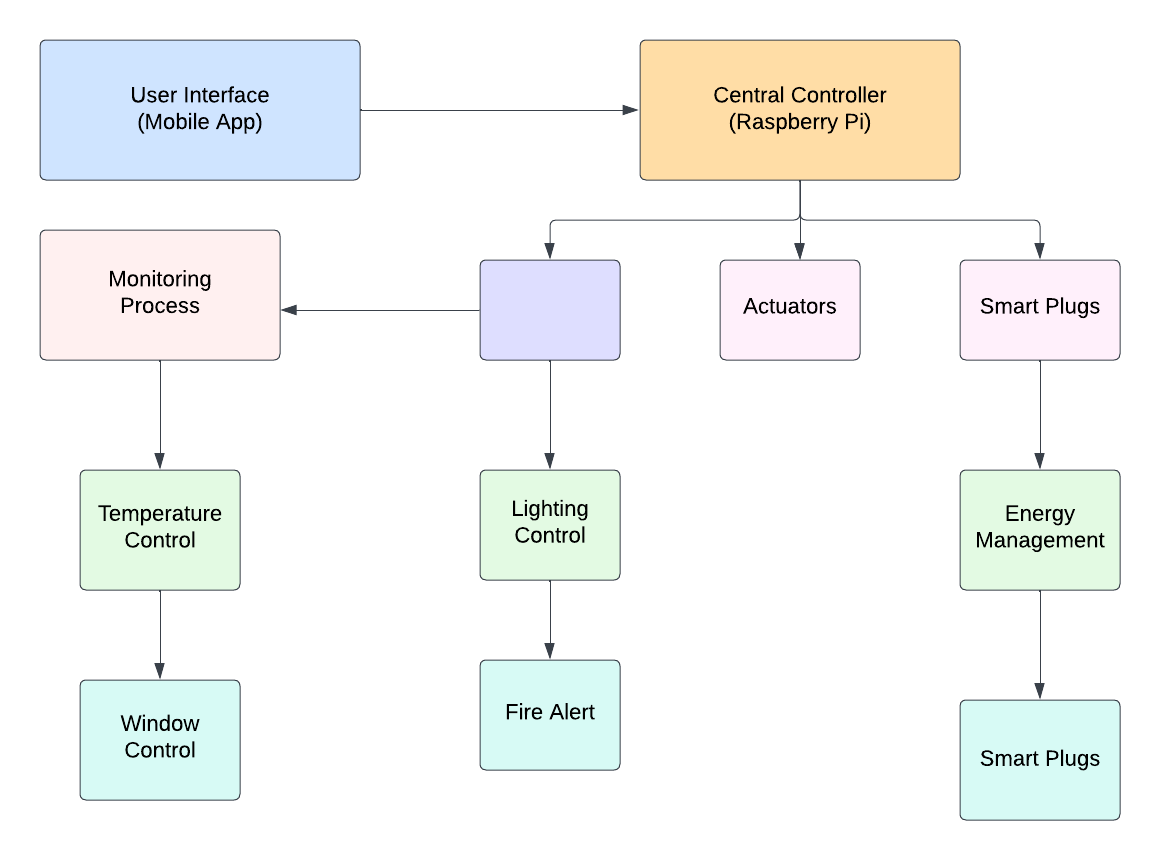 User Interface
(Mobile App)
Central Controller
(Raspberry Pi)
Monitoring
Process
Actuators
Smart Plugs
Temperature
Control
Lighting
Control
Energy
Management
Window
Control
Fire Alert
Smart Plugs